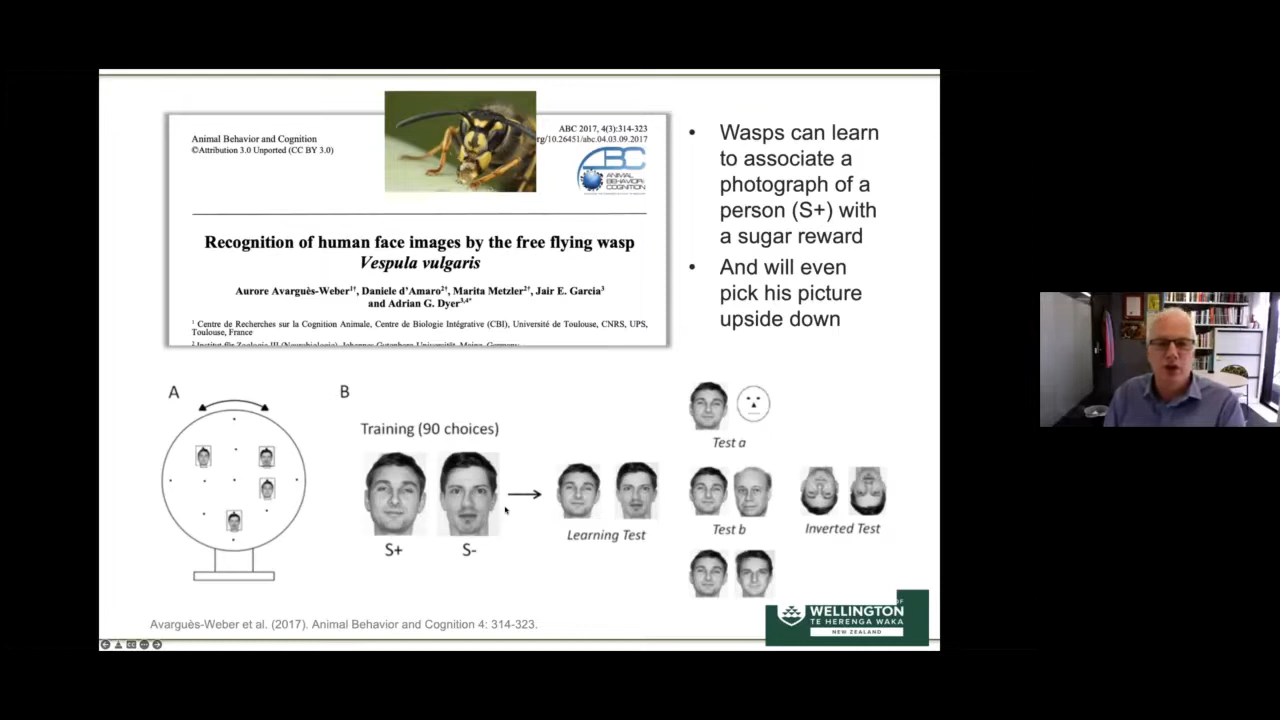 Animal Behavior and Cognition
©Attribution 3.0 Unported (CC BY 3.0)
ABC 2017, 4(3):314-323
rg/10.26451/abc.04.03.09.2017
ABC
ANIMAL
BEHAVIOR
COGNITION
Recognition of human face images by the free flying wasp
Vespula vulgaris
Aurore Avarguès-Weber1†, Daniele d'Amaro2†, Marita Metzler2†, Jair E. Garcia3
and Adrian G. Dyer3,4*
1 Centre de Recherches sur la Cognition Animale, Centre de Biologie Intégrative (CBI), Université de Toulouse, CNRS, UPS,
Toulouse, France
2 Institut für Zoologie III (Neurobiologie), Johannes Gutenberg Universität, Mainz, Germany
• Wasps can learn
to associate a
photograph of a
person (S+) with
a sugar reward
• And will even
pick his picture
upside down
A
B
Training (90 choices)
S+
S-
Learning Test
Test a
Test b
Inverted Test
Avarguès-Weber et al. (2017). Animal Behavior and Cognition 4: 314-323.
WELLINGTON
TE HERENGA WAKA
NEW ZEALAND